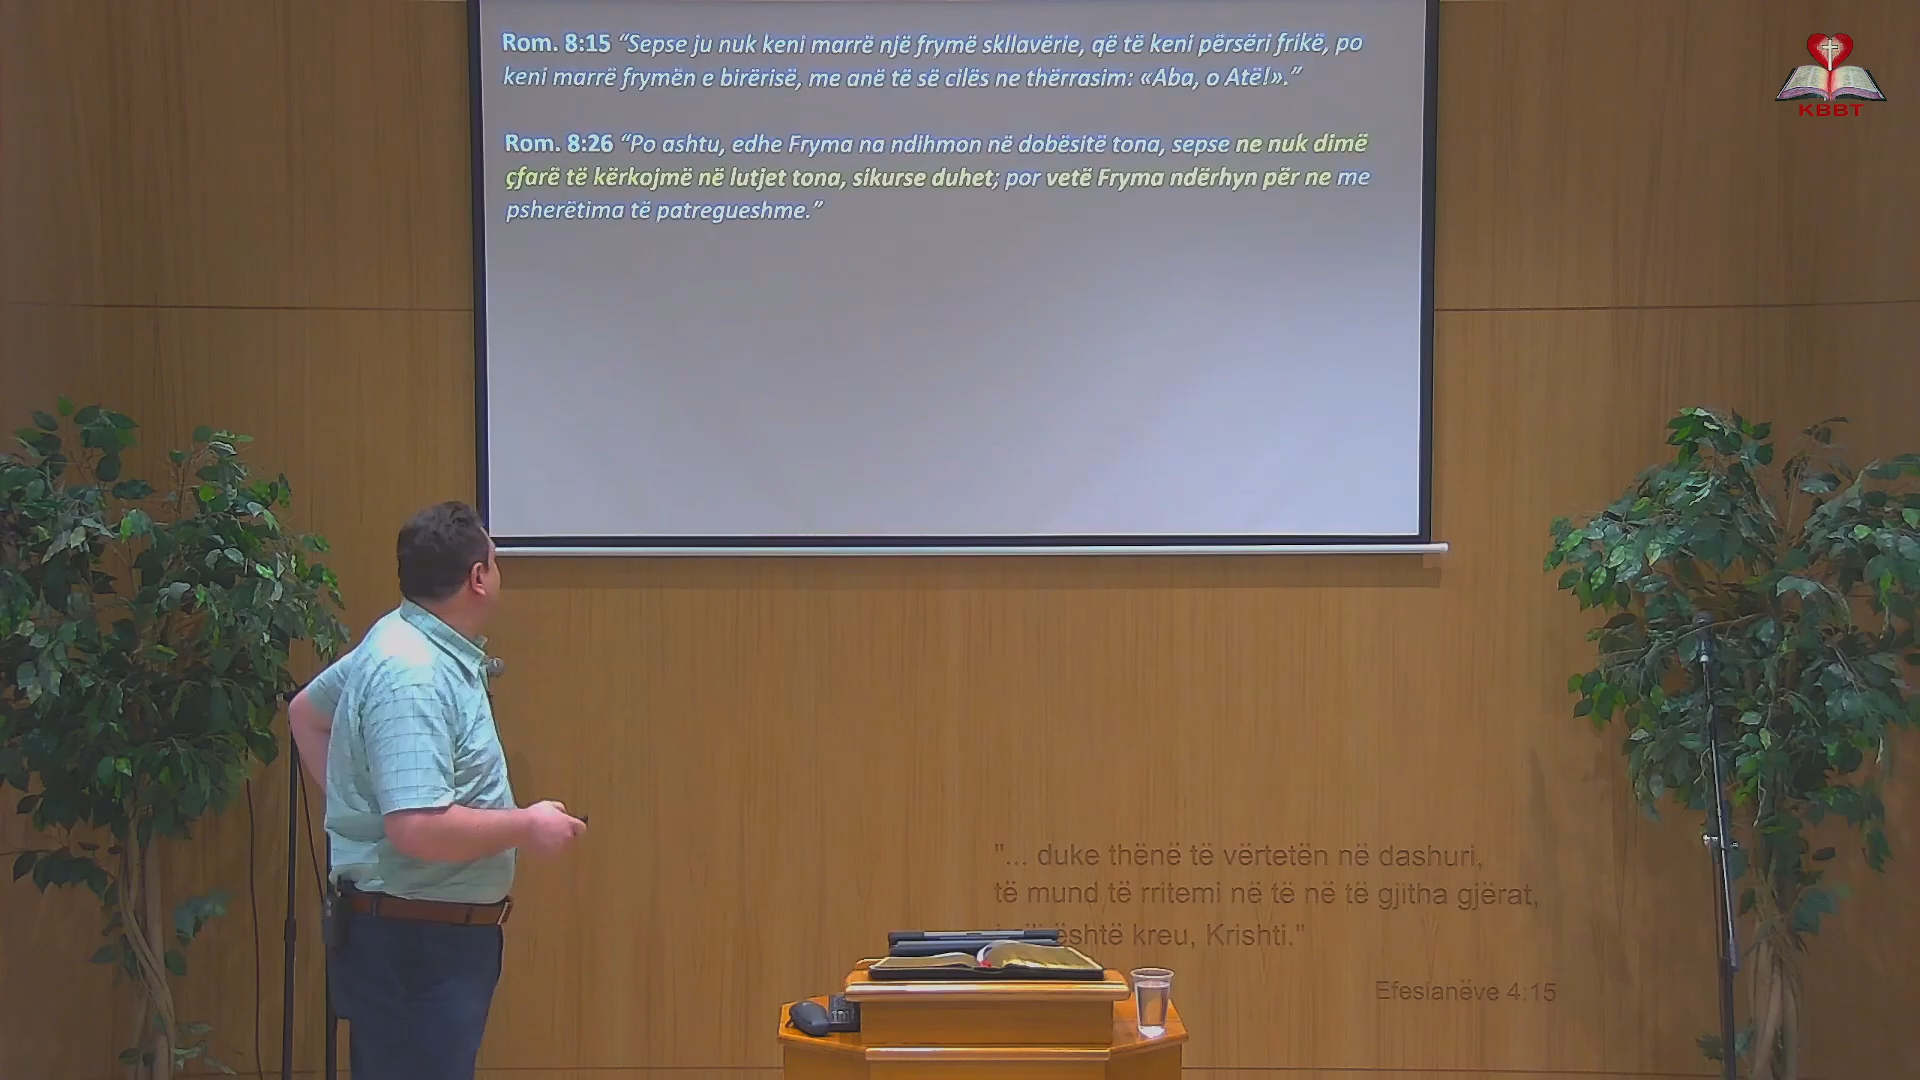 Rom. 8:15 “Sepse ju nuk keni marrë një frymë skllavërie, që të keni përsëri frikë, po
keni marrë frymën e birërisë, me anë të së cilës ne thërrasim: «Aba, o Atë!».”
Rom. 8:26 “Po ashtu, edhe Fryma na ndihmon në dobësitë tona, sepse ne nuk dimë
çfarë të kërkojmë në lutjet tona, sikurse duhet; por vetë Fryma ndërhyn për ne me
psherëtima të patregueshme.”
KBBT
"... duke thënë të vërtetën në dashuri,
të mund të rritemi në të në të gjitha gjërat,
është kreu, Krishti."
Efesianëve 4:15